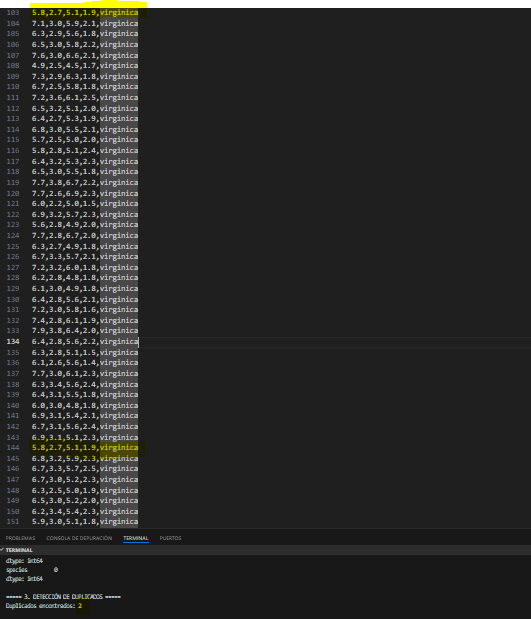 103 5.8,2.7,5.1,1.9,virginica
104 7.1,3.0,5.9,2.1,virginica
105 6.3,2.9,5.6,1.8,virginica
106 6.5,3.0,5.8,2.2,virginica
107 7.6,3.0,6.6,2.1,virginica
108 4.9,2.5,4.5,1.7,virginica
109 7.3,2.9,6.3,1.8,virginica
110 6.7,2.5,5.8,1.8,virginica
111 7.2,3.6,6.1,2.5,virginica
112 6.5,3.2,5.1,2.0,virginica
113 6.4,2.7,5.3,1.9,virginica
114 6.8,3.0,5.5,2.1,virginica
115 5.7,2.5,5.0,2.0,virginica
116 5.8,2.8,5.1,2.4,virginica
117 6.4,3.2,5.3,2.3,virginica
118 6.5,3.0,5.5,1.8,virginica
119 7.7,3.8,6.7,2.2,virginica
120 7.7,2.6,6.9,2.3,virginica
121 6.0,2.2,5.0,1.5,virginica
122 6.9,3.2,5.7,2.3,virginica
123 5.6,2.8,4.9,2.0,virginica
124 7.7,2.8,6.7,2.0,virginica
125 6.3,2.7,4.9,1.8,virginica
126 6.7,3.3,5.7,2.1,virginica
127 7.2,3.2,6.0,1.8,virginica
128 6.2,2.8,4.8,1.8,virginica
129 6.1,3.0,4.9,1.8,virginica
130 6.4,2.8,5.6,2.1,virginica
131 7.2,3.0,5.8,1.6,virginica
132 7.4,2.8,6.1,1.9,virginica
133 7.9,3.8,6.4,2.0,virginica
134 6.4,2.8,5.6,2.2,virginica
135 6.3,2.8,5.1,1.5,virginica
136 6.1,2.6,5.6,1.4,virginica
137 7.7,3.0,6.1,2.3,virginica
138 6.3,3.4,5.6,2.4,virginica
139 6.4,3.1,5.5,1.8,virginica
140 6.0,3.0,4.8,1.8,virginica
141 6.9,3.1,5.4,2.1,virginica
142 6.7,3.1,5.6,2.4,virginica
143 6.9,3.1,5.1,2.3,virginica
144 5.8,2.7,5.1,1.9,virginica
145 6.8,3.2,5.9,2.3,virginica
146 6.7,3.3,5.7,2.5,virginica
147 6.7,3.0,5.2,2.3,virginica
148 6.3,2.5,5.0,1.9,virginica
149 6.5,3.0,5.2,2.0,virginica
150 6.2,3.4,5.4,2.3,virginica
151 5.9,3.0,5.1,1.8,virginica
PROBLEMAS CONSOLA DE DEPURACIÓN TERMINAL PUERTOS
TERMINAL
dtype: int64
species 0
dtype: int64
===== 3. DETECCIÓN DE DUPLICADOS =====
Duplicados encontrados: 2